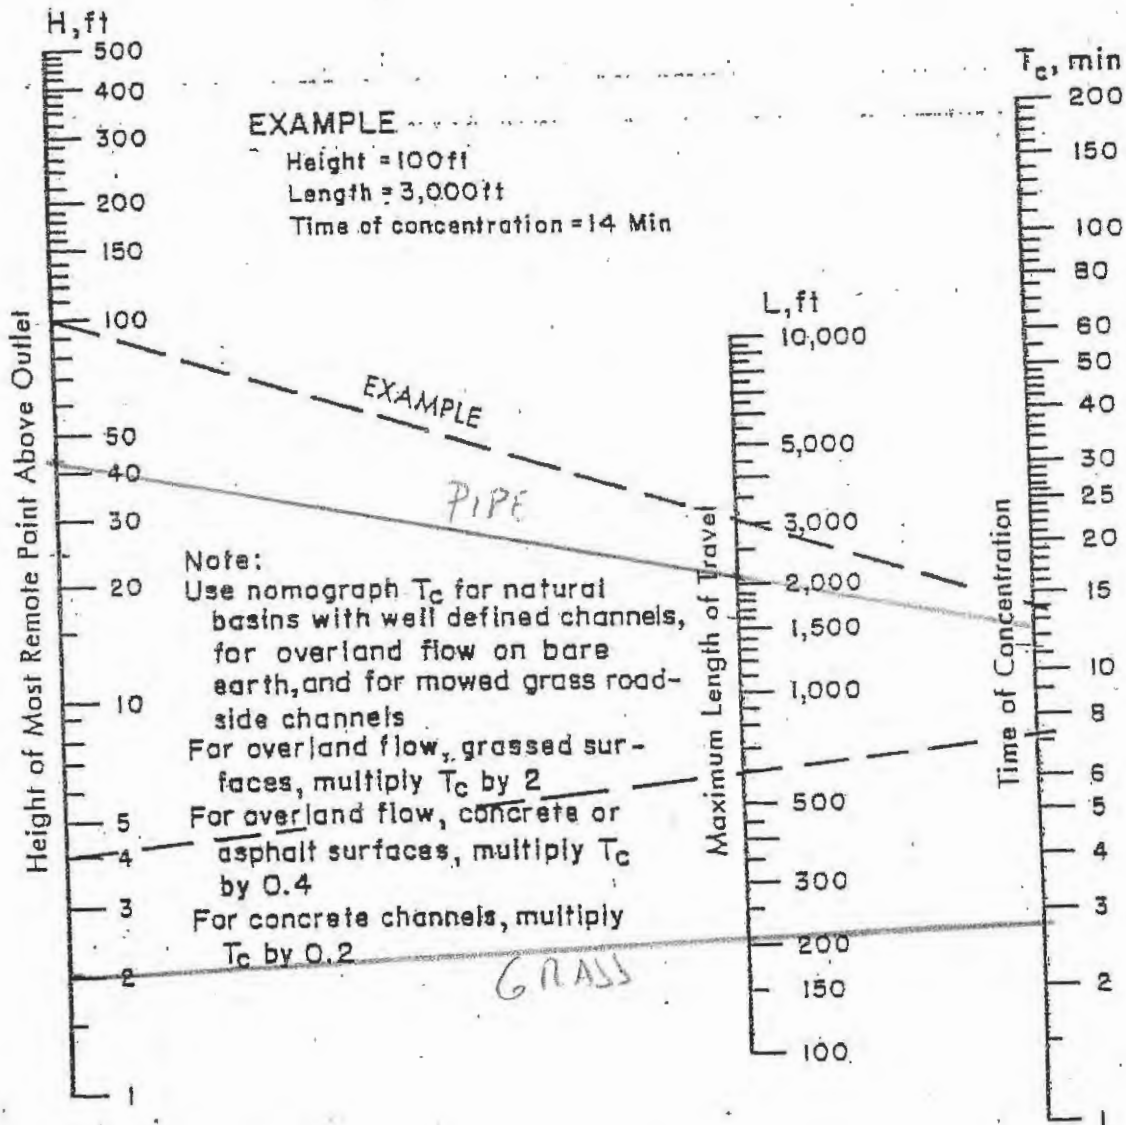 H, ft
500
400
300
200
150
100
50
40
30
20
10
5
4
3
2
1
Height of Most Remote Point Above Outlet
EXAMPLE
Height = 100ft
Length = 3,000ft
Time of concentration = 14 Min
EXAMPLE
PIPE
Note:
Use nomograph Tc for natural
basins with well defined channels,
for overland flow on bare
earth, and for mowed grass road-
side channels
For overland flow, grassed sur-
faces, multiply Tc by 2
For overland flow, concrete or
asphalt surfaces, multiply Tc
by 0.4
For concrete channels, multiply
Tc by 0.2
GRASS
L, ft
10,000
5,000
3,000
2,000
1,500
1,000
500
300
200
150
100
Maximum Length of Travel
Tc, min
200
150
100
80
60
50
40
30
25
20
15
10
8
6
5
4
3
2
1
Time of Concentration